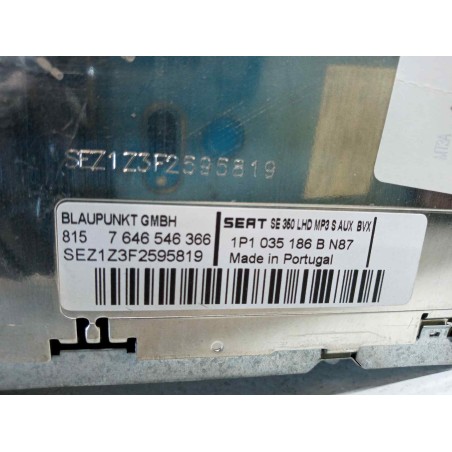 SEZ1Z3F2595819
BLAUPUNKT GMBH
815 7 646 546 366
SEZ1Z3F2595819
SEAT SE 350 LHD MP3 S AUX BVX
1P1 035 186 B N87
Made in Portugal